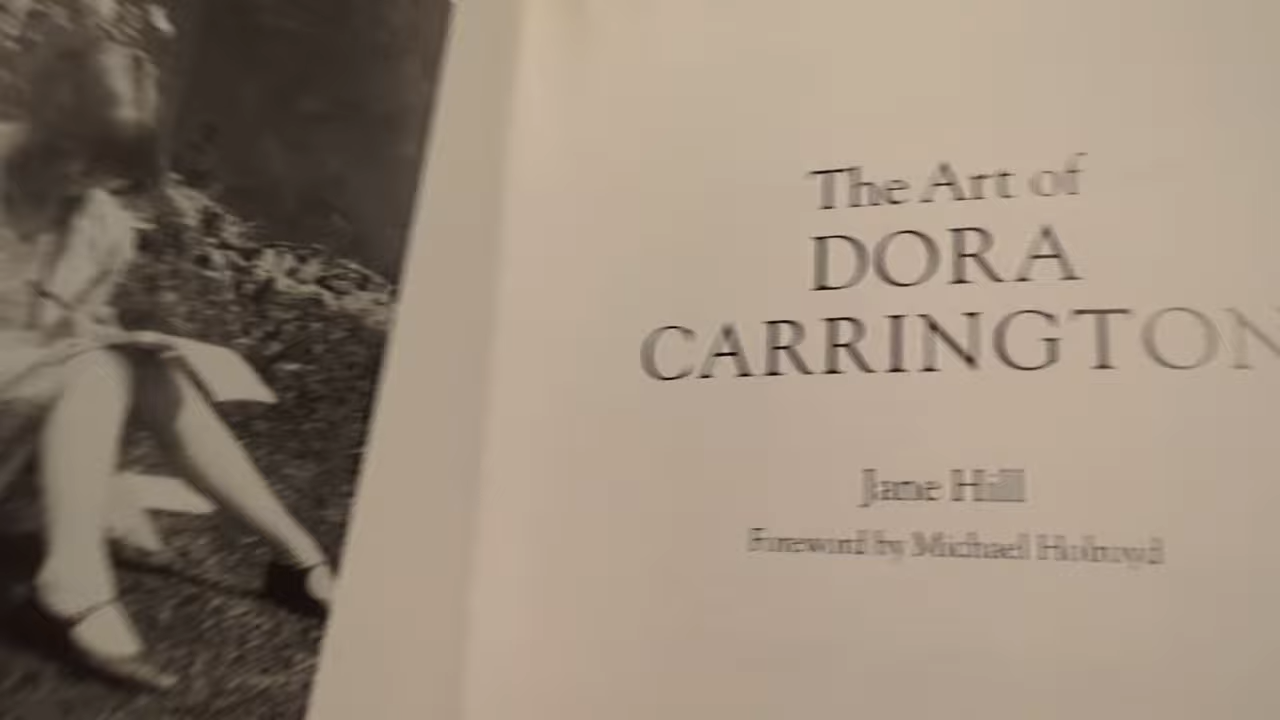 The Art of
DORA
CARRINGTON
Jane Hill
Foreword by Michael Holroyd